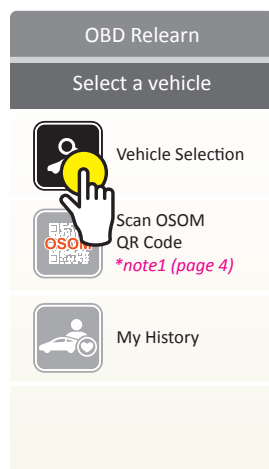 OBD Relearn
Select a vehicle
Vehicle Selection
Scan OSOM
QR Code
OSOM
*note1 (page 4)
My History